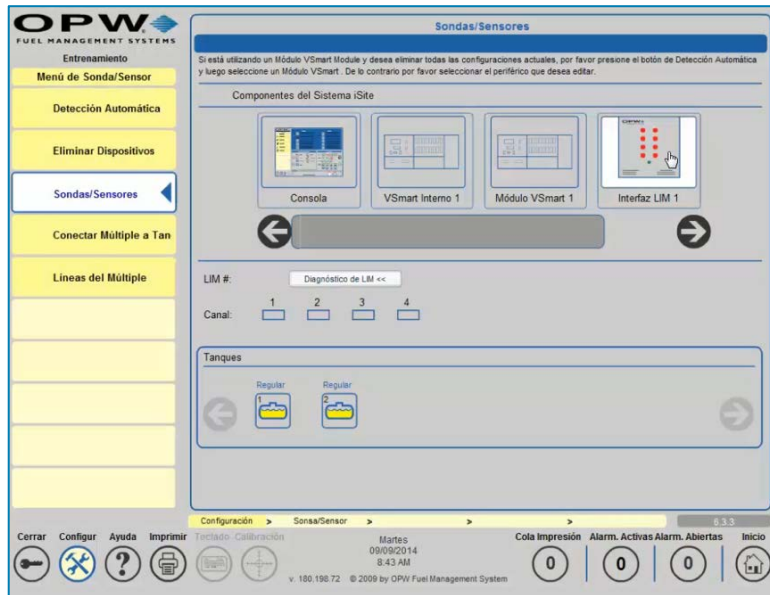 OPW
FUEL MANAGEMENT SYSTEMS
Entrenamiento
Menú de Sonda/Sensor
Detección Automática
Eliminar Dispositivos
Sondas/Sensores
Conectar Múltiple a Tan
Líneas del Múltiple
Sondas/Sensores
Si está utilizando un Módulo VSmart Module y desea eliminar todas las configuraciones actuales, por favor presione el botón de Detección Automática
y luego seleccione un Módulo VSmart . De lo contrario por favor seleccionar el periférico que desea editar.
Componentes del Sistema iSite
OPW
Consola
VSmart Interno 1
Módulo VSmart 1
Interfaz LIM 1
LIM #:
Diagnóstico de LIM <<
1 2 3 4
Canal:
Tanques
Regular Regular
1 2
Configuración > Sonsa/Sensor > > >
6.3.3
Cerrar Configur Ayuda Imprimir Teclado Calibración
Martes
09/09/2014
8:43 AM
v. 180.198.72 © 2009 by OPW Fuel Management System
Cola Impresión Alarm. Activas Alarm. Abiertas Inicio
0 0 0